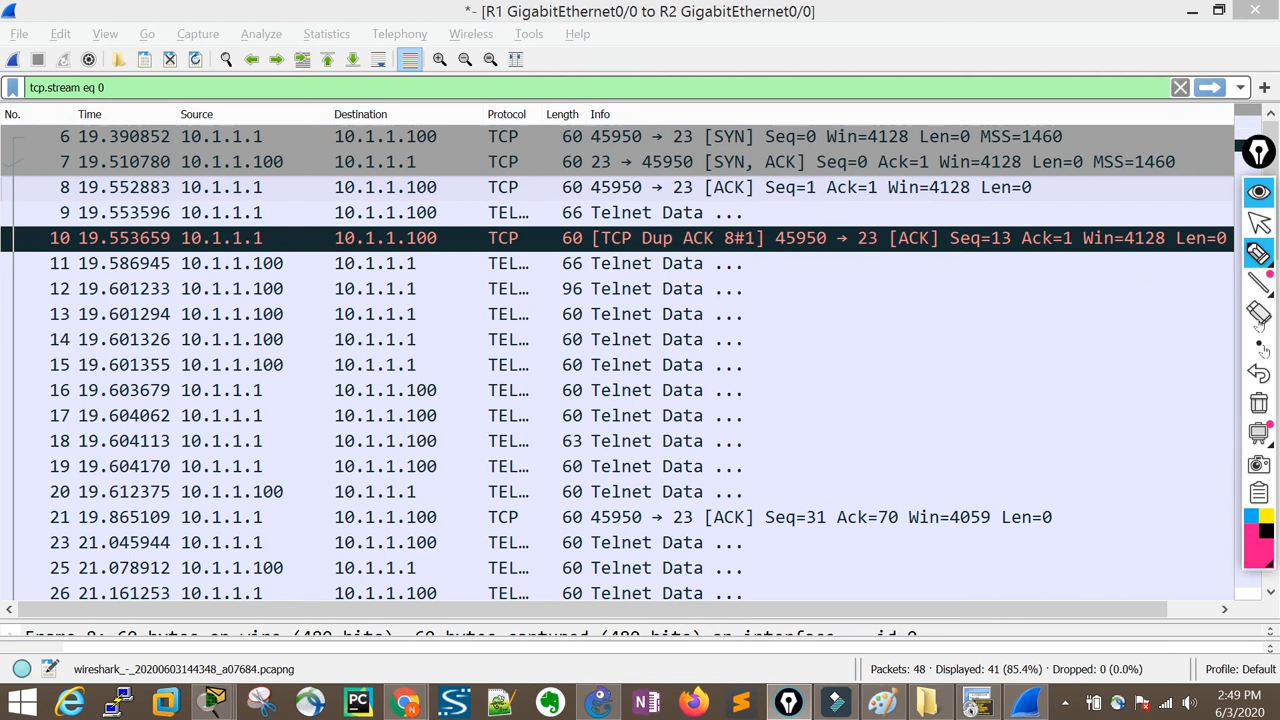 *- [R1 GigabitEthernet0/0 to R2 GigabitEthernet0/0]
File Edit View Go Capture Analyze Statistics Telephony Wireless Tools Help
tcp.stream eq 0
No. Time Source Destination Protocol Length Info
6 19.390852 10.1.1.1 10.1.1.100 TCP 60 45950 → 23 [SYN] Seq=0 Win=4128 Len=0 MSS=1460
7 19.510780 10.1.1.100 10.1.1.1 TCP 60 23 → 45950 [SYN, ACK] Seq=0 Ack=1 Win=4128 Len=0 MSS=1460
8 19.552883 10.1.1.1 10.1.1.100 TCP 60 45950 → 23 [ACK] Seq=1 Ack=1 Win=4128 Len=0
9 19.553596 10.1.1.1 10.1.1.100 TEL… 66 Telnet Data ...
10 19.553659 10.1.1.1 10.1.1.100 TCP 60 [TCP Dup ACK 8#1] 45950 → 23 [ACK] Seq=13 Ack=1 Win=4128 Len=0
11 19.586945 10.1.1.100 10.1.1.1 TEL… 66 Telnet Data ...
12 19.601233 10.1.1.100 10.1.1.1 TEL… 96 Telnet Data ...
13 19.601294 10.1.1.100 10.1.1.1 TEL… 60 Telnet Data ...
14 19.601326 10.1.1.100 10.1.1.1 TEL… 60 Telnet Data ...
15 19.601355 10.1.1.100 10.1.1.1 TEL… 60 Telnet Data ...
16 19.603679 10.1.1.1 10.1.1.100 TEL… 60 Telnet Data ...
17 19.604062 10.1.1.1 10.1.1.100 TEL… 60 Telnet Data ...
18 19.604113 10.1.1.1 10.1.1.100 TEL… 63 Telnet Data ...
19 19.604170 10.1.1.1 10.1.1.100 TEL… 60 Telnet Data ...
20 19.612375 10.1.1.100 10.1.1.1 TEL… 60 Telnet Data ...
21 19.865109 10.1.1.1 10.1.1.100 TCP 60 45950 → 23 [ACK] Seq=31 Ack=70 Win=4059 Len=0
23 21.045944 10.1.1.1 10.1.1.100 TEL… 60 Telnet Data ...
25 21.078912 10.1.1.100 10.1.1.1 TEL… 60 Telnet Data ...
26 21.161253 10.1.1.1 10.1.1.100 TEL… 60 Telnet Data ...
Frame 8: 60 bytes on wire (480 bits), 60 bytes captured (480 bits) on interface -, id 0
wireshark_-_20200603144348_a07684.pcapng Packets: 48 · Displayed: 41 (85.4%) · Dropped: 0 (0.0%) Profile: Default
2:49 PM
6/3/2020